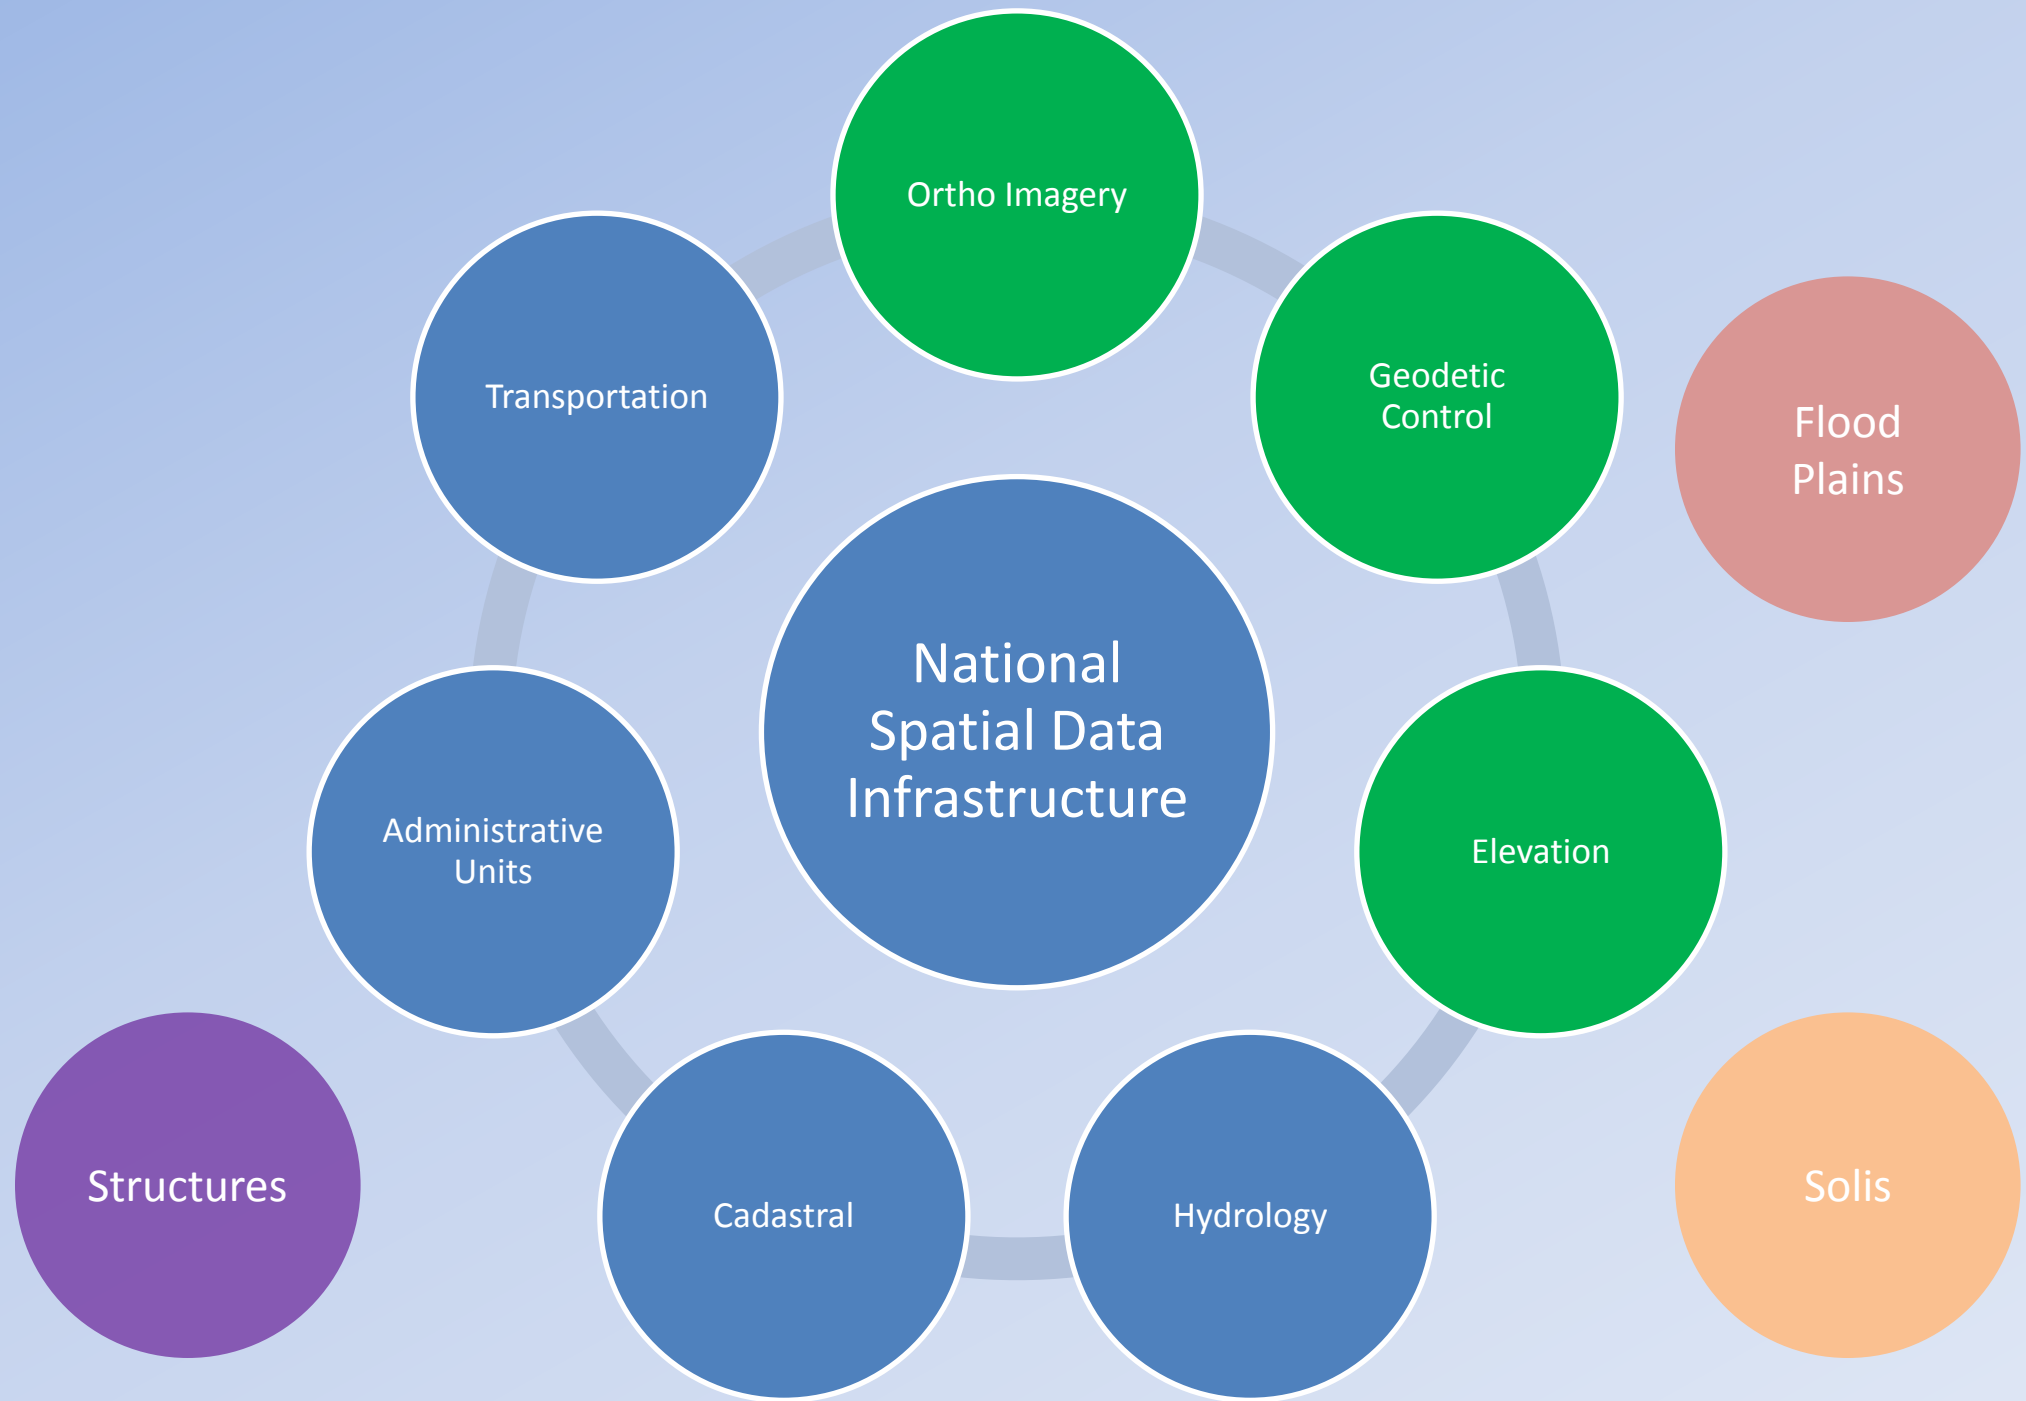 Ortho Imagery
Transportation
Geodetic
Control
Flood
Plains
National
Spatial Data
Infrastructure
Administrative
Units
Elevation
Structures
Cadastral
Hydrology
Solis